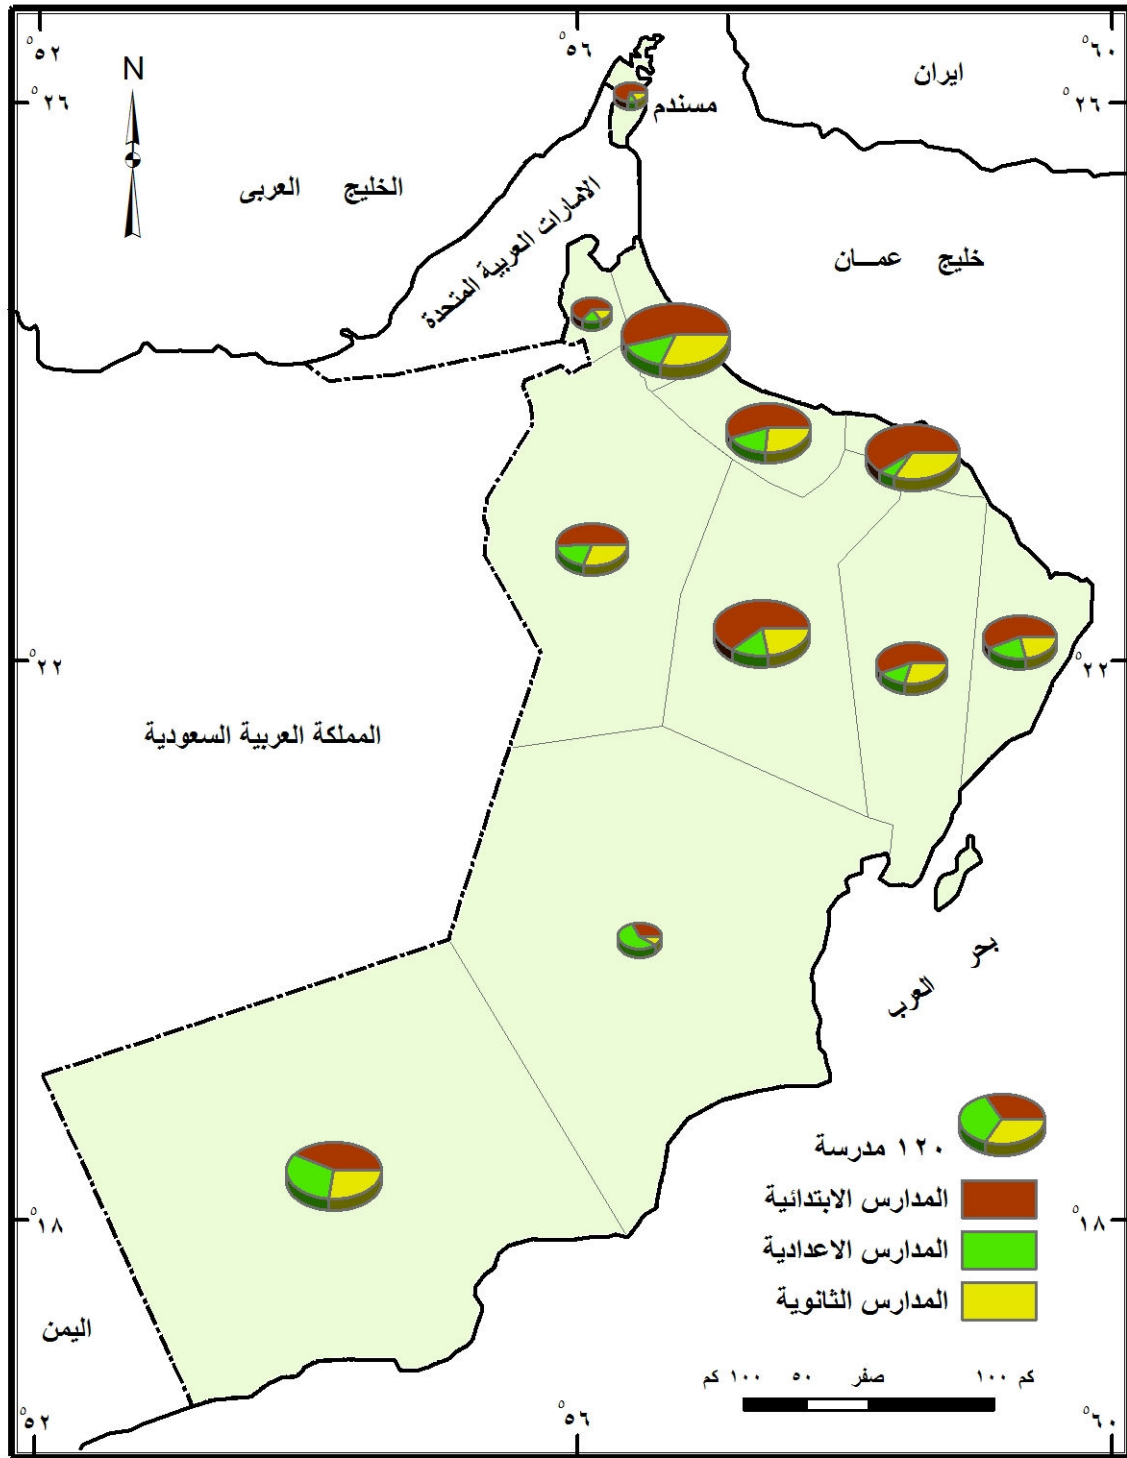 °٥٢
°٥٦
°٦٠
N
ايران
°٢٦
°٢٦
مسندم
الخليج العربى
الامارات العربية المتحدة
خليج عمـــان
°٢٢
°٢٢
المملكة العربية السعودية
بحر العرب
١٢٠ مدرسة
المدارس الابتدائية
°١٨
°١٨
المدارس الاعدادية
المدارس الثانوية
اليمن
١٠٠ كم
صفر
٥٠
١٠٠ كم
°٥٢
°٥٦
°٦٠